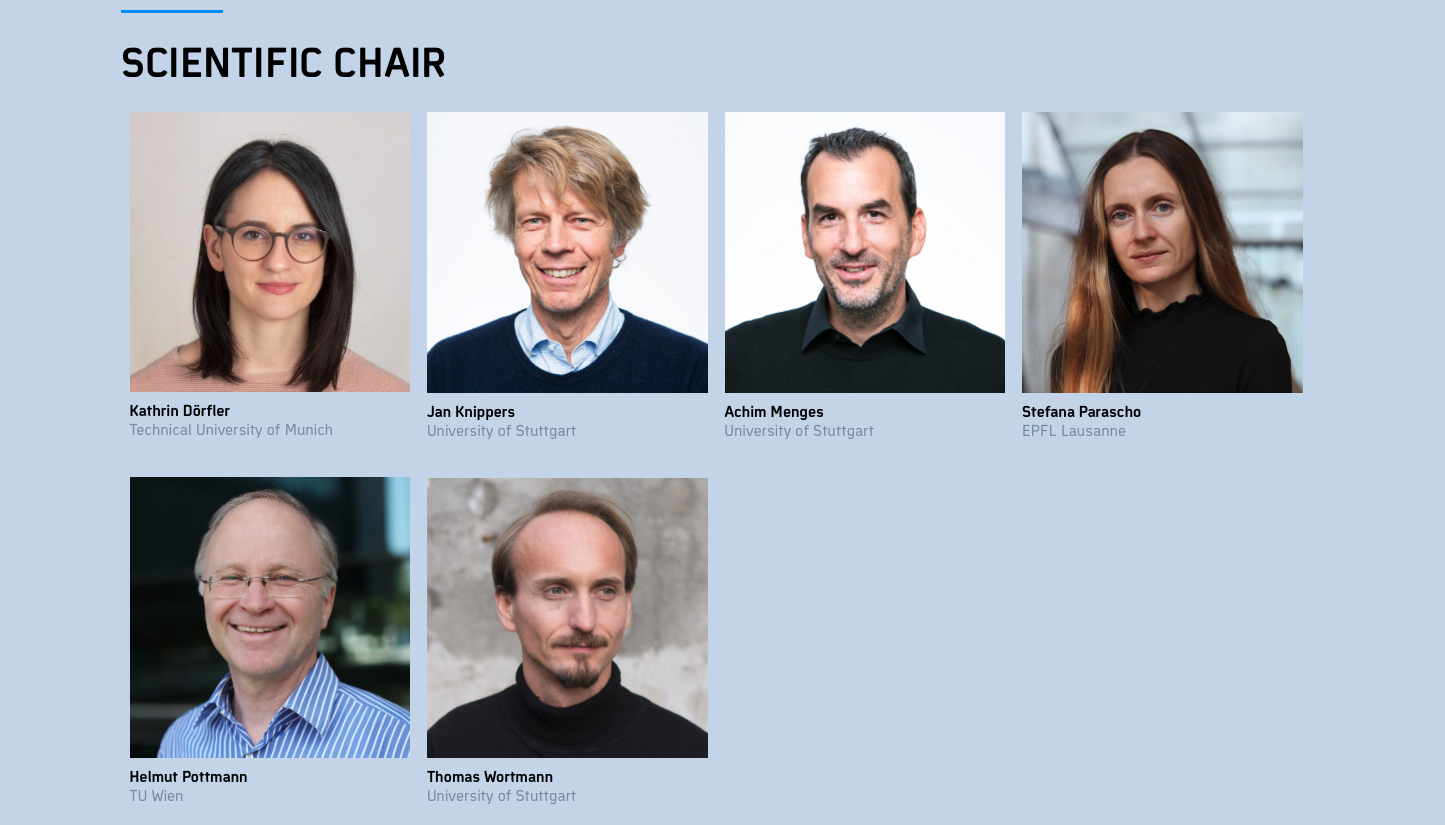 SCIENTIFIC CHAIR
Kathrin Dörfler
Technical University of Munich
Jan Knippers
University of Stuttgart
Achim Menges
University of Stuttgart
Stefana Parascho
EPFL Lausanne
Helmut Pottmann
TU Wien
Thomas Wortmann
University of Stuttgart